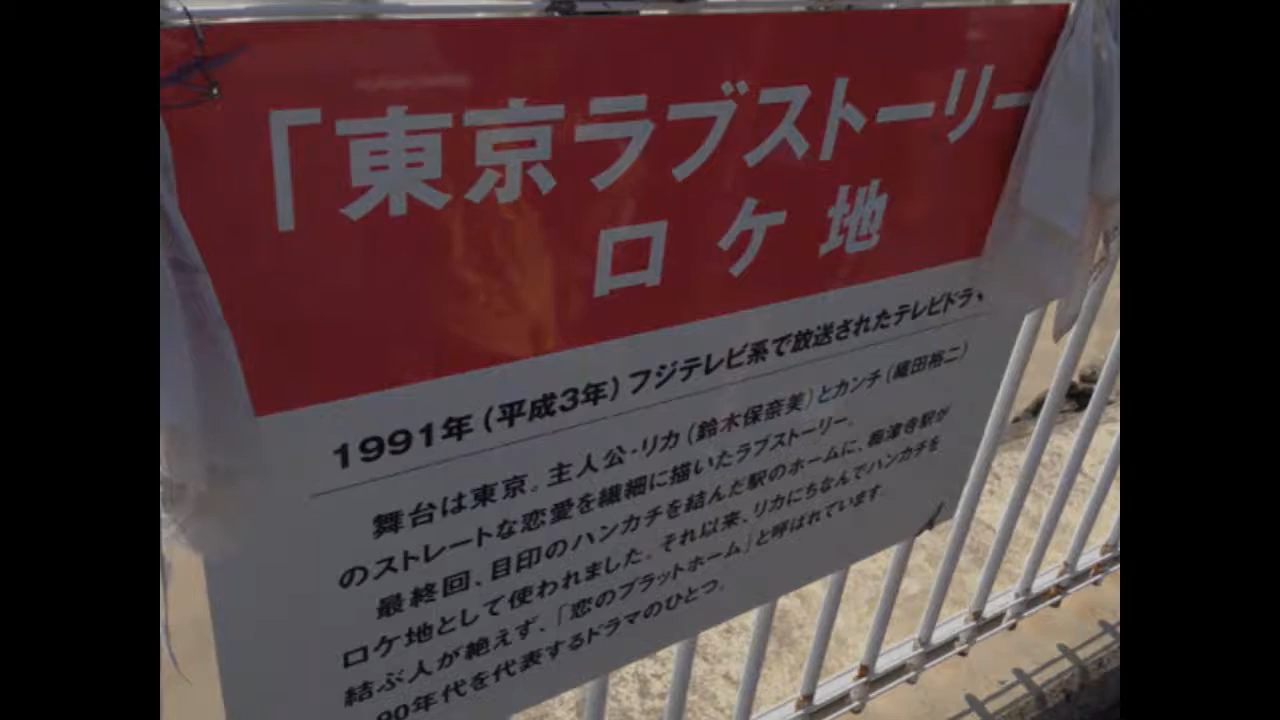 「東京ラブストーリー
ロケ地
1991年(平成3年)フジテレビ系で放送されたテレビドラ
舞台は東京。主人公・リカ(鈴木保奈美)とカンチ(織田裕二)
のストレートな恋愛を繊細に描いたラブストーリー。
最終回、目印のハンカチを結んだ駅のホームに、梅津寺駅が
ロケ地として使われました。それ以来、リカにちなんでハンカチを
結ぶ人が絶えず、「恋のプラットホーム」と呼ばれています。
90年代を代表するドラマのひとつ。